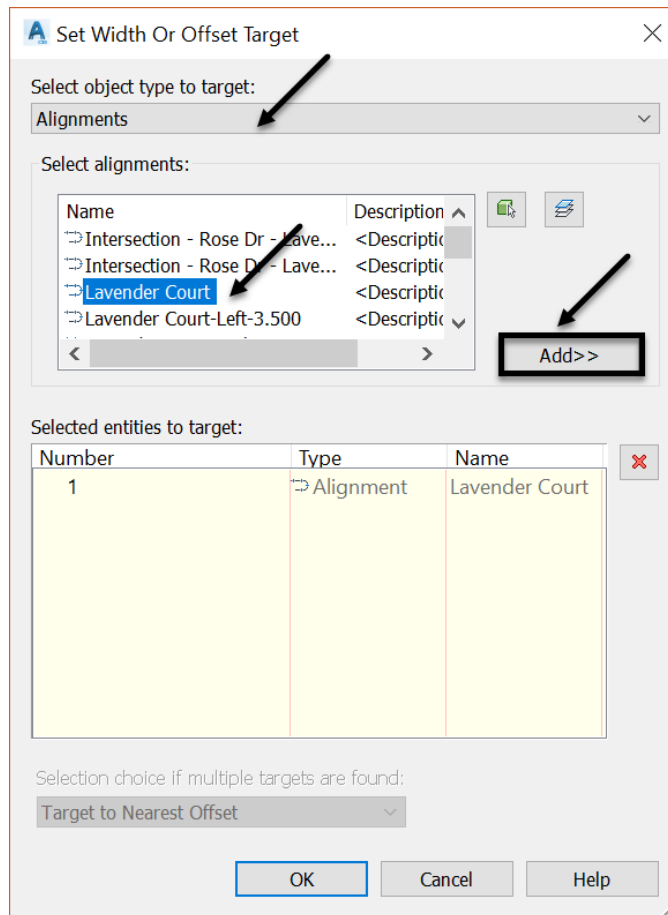 Set Width Or Offset Target
Select object type to target:
Alignments
Select alignments:
Name Description
Intersection - Rose Dr - Lave... <Descriptic
Intersection - Rose Dr - Lave... <Descriptic
Lavender Court <Descriptic
Lavender Court-Left-3.500 <Descriptic
Add>>
Selected entities to target:
Number Type Name
1 Alignment Lavender Court
Selection choice if multiple targets are found:
Target to Nearest Offset
OK Cancel Help